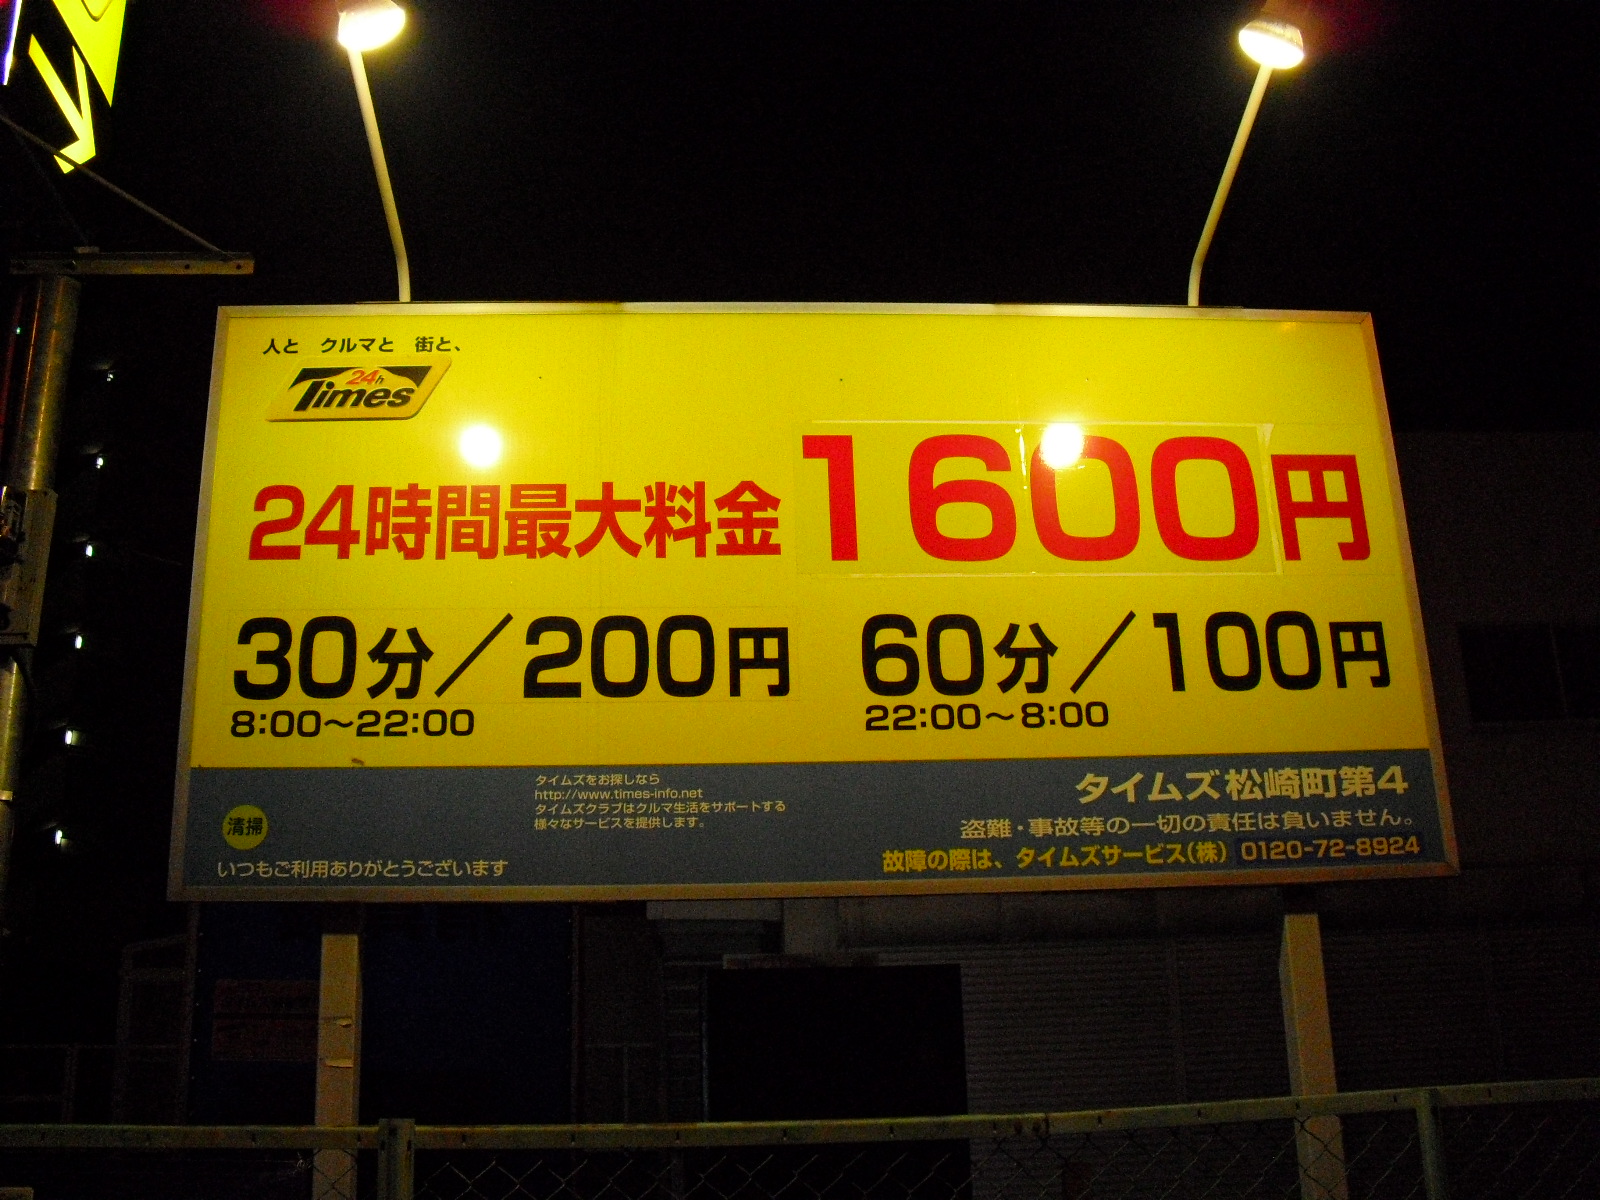 人と クルマと 街と、
24h
Times
24時間最大料金 1600円
30分／200円
8:00～22:00
60分／100円
22:00～8:00
清掃
いつもご利用ありがとうございます
タイムズをお探しなら
http://www.times-info.net
タイムズクラブはクルマ生活をサポートする
様々なサービスを提供します。
タイムズ松崎町第4
盗難・事故等の一切の責任は負いません。
故障の際は、タイムズサービス(株) 0120-72-8924